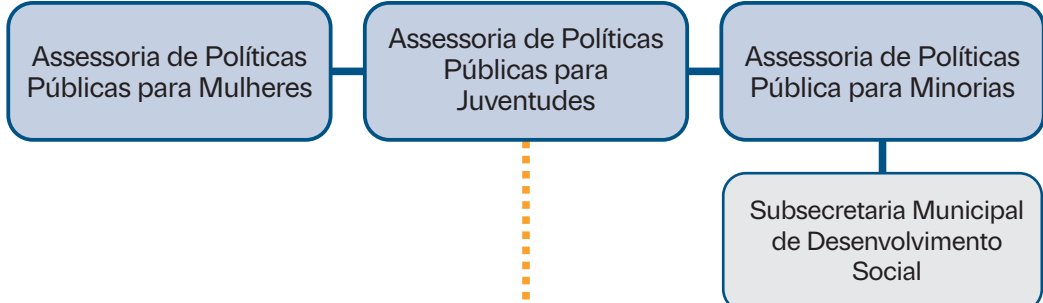 Assessoria de Políticas
Públicas para Mulheres
Assessoria de Políticas
Públicas para
Juventudes
Assessoria de Políticas
Pública para Minorias
Subsecretaria Municipal
de Desenvolvimento
Social